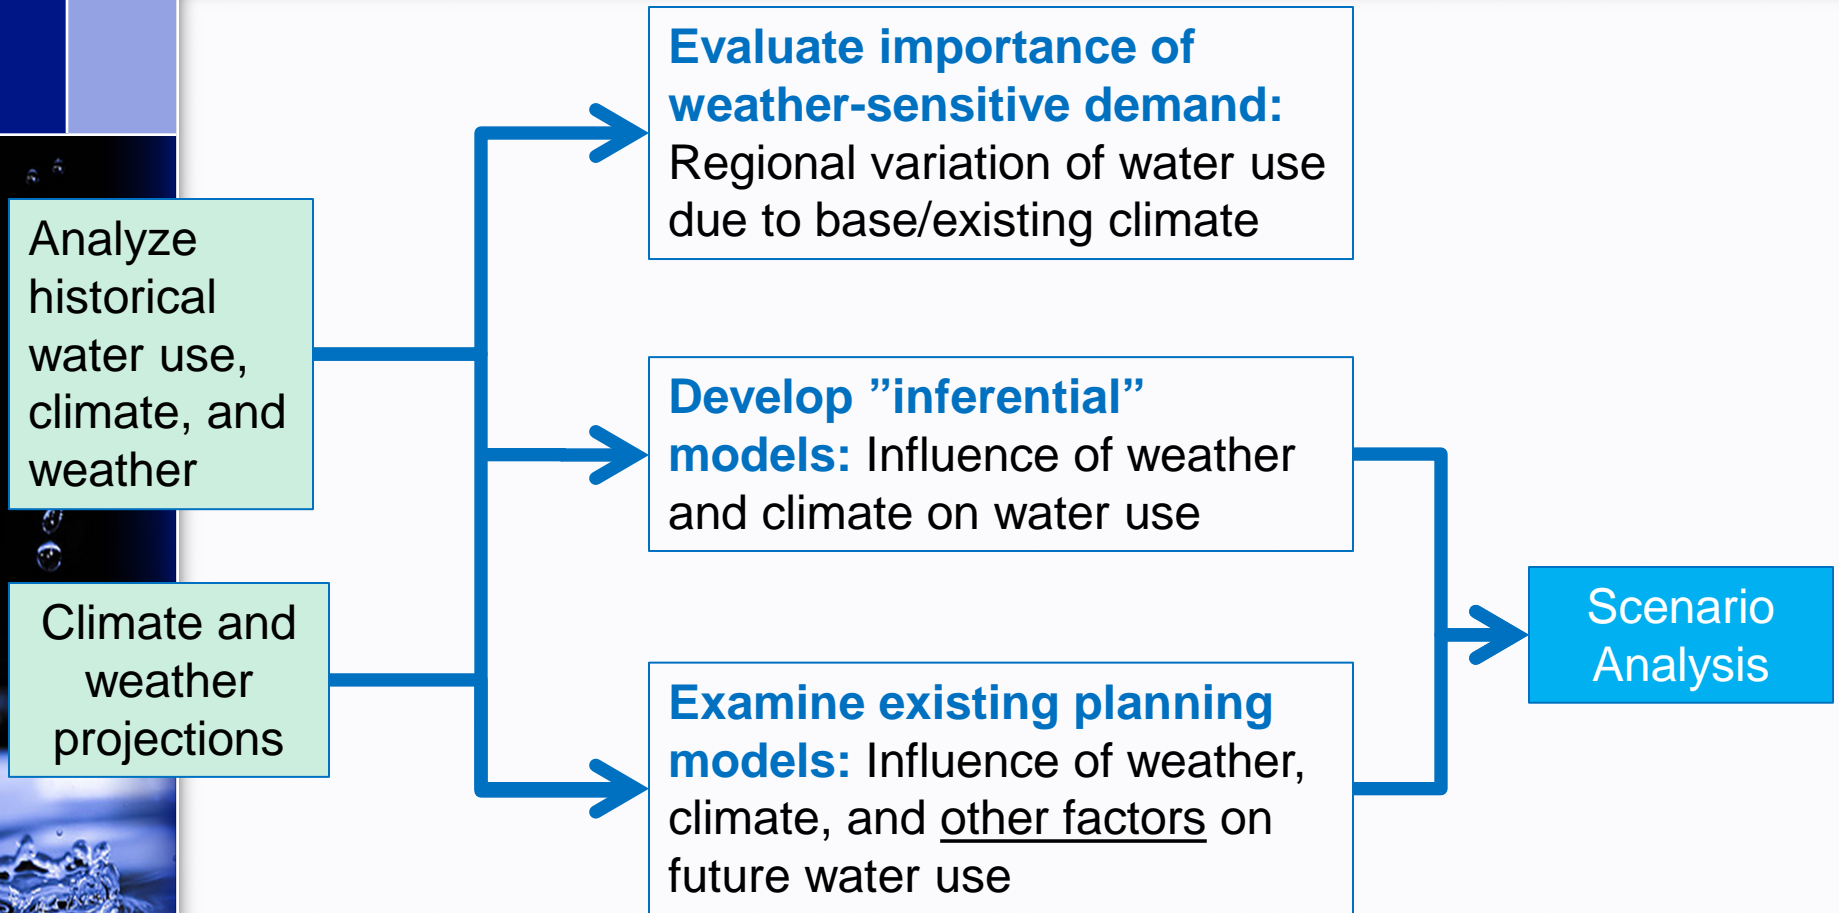 Evaluate importance of
weather-sensitive demand:
Regional variation of water use
due to base/existing climate
Analyze
historical
water use,
climate, and
weather
Develop ”inferential”
models: Influence of weather
and climate on water use
Climate and
weather
projections
Examine existing planning
models: Influence of weather,
climate, and other factors on
future water use
Scenario
Analysis